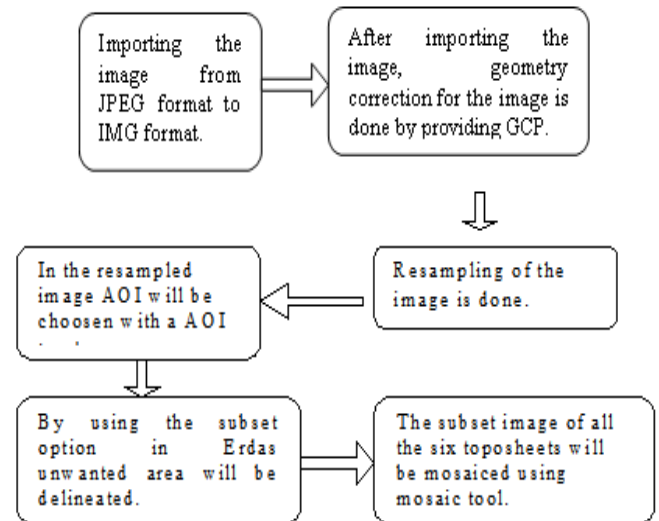 Importing the
image from
JPEG format to
IMG format.
After importing the
image, geometry
correction for the image is
done by providing GCP.
Resampling of the
image is done.
In the resampled
image AOI will be
choosen with a AOI
By using the subset
option in Erdas
unwanted area will be
delineated.
The subset image of all
the six toposheets will
be mosaiced using
mosaic tool.